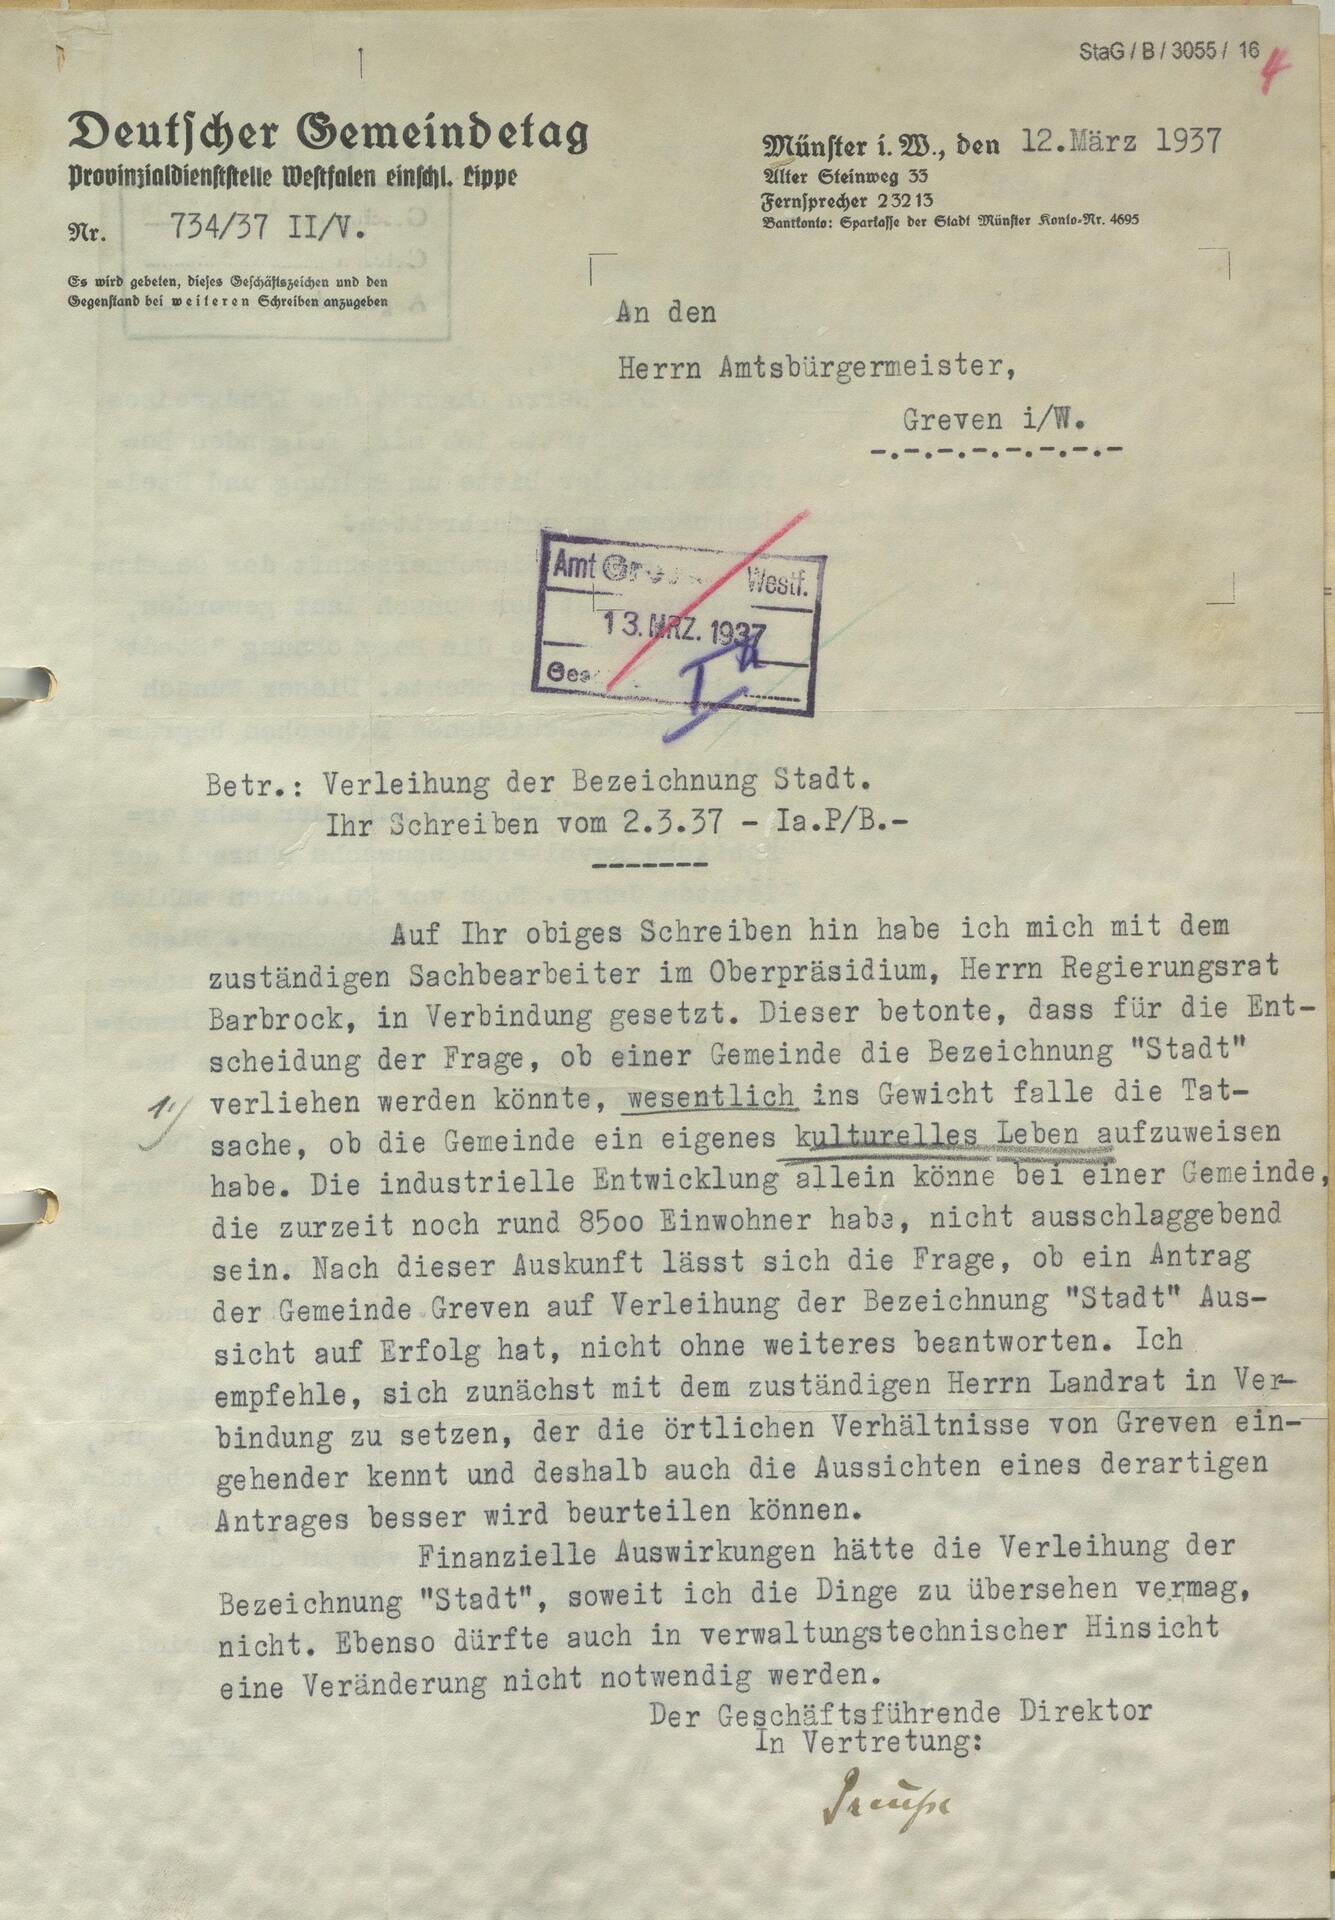 StaG / B / 3055 / 16
4
Deutscher Gemeindetag
Provinzialdienststelle Westfalen einschl. Lippe
Nr. 734/37 II/V.
Es wird gebeten, dieses Geschäftszeichen und den
Gegenstand bei weiteren Schreiben anzugeben
Münster i. W., den 12. März 1937
Alter Steinweg 33
Fernsprecher 23213
Bankkonto: Sparkasse der Stadt Münster Konto-Nr. 4695
An den
Herrn Amtsbürgermeister,
Greven i/W.
-.-.-.-.-.-.-.-
Amt Westf.
13. MRZ. 1937
I
Betr.: Verleihung der Bezeichnung Stadt.
Ihr Schreiben vom 2.3.37 - Ia.P/B.-
-------
Auf Ihr obiges Schreiben hin habe ich mich mit dem
zuständigen Sachbearbeiter im Oberpräsidium, Herrn Regierungsrat
Barbrock, in Verbindung gesetzt. Dieser betonte, dass für die Ent-
scheidung der Frage, ob einer Gemeinde die Bezeichnung "Stadt"
1) verliehen werden könnte, wesentlich ins Gewicht falle die Tat-
sache, ob die Gemeinde ein eigenes kulturelles Leben aufzuweisen
habe. Die industrielle Entwicklung allein könne bei einer Gemeinde,
die zurzeit noch rund 85oo Einwohner habe, nicht ausschlaggebend
sein. Nach dieser Auskunft lässt sich die Frage, ob ein Antrag
der Gemeinde Greven auf Verleihung der Bezeichnung "Stadt" Aus-
sicht auf Erfolg hat, nicht ohne weiteres beantworten. Ich
empfehle, sich zunächst mit dem zuständigen Herrn Landrat in Ver-
bindung zu setzen, der die örtlichen Verhältnisse von Greven ein-
gehender kennt und deshalb auch die Aussichten eines derartigen
Antrages besser wird beurteilen können.
Finanzielle Auswirkungen hätte die Verleihung der
Bezeichnung "Stadt", soweit ich die Dinge zu übersehen vermag,
nicht. Ebenso dürfte auch in verwaltungstechnischer Hinsicht
eine Veränderung nicht notwendig werden.
Der Geschäftsführende Direktor
In Vertretung: